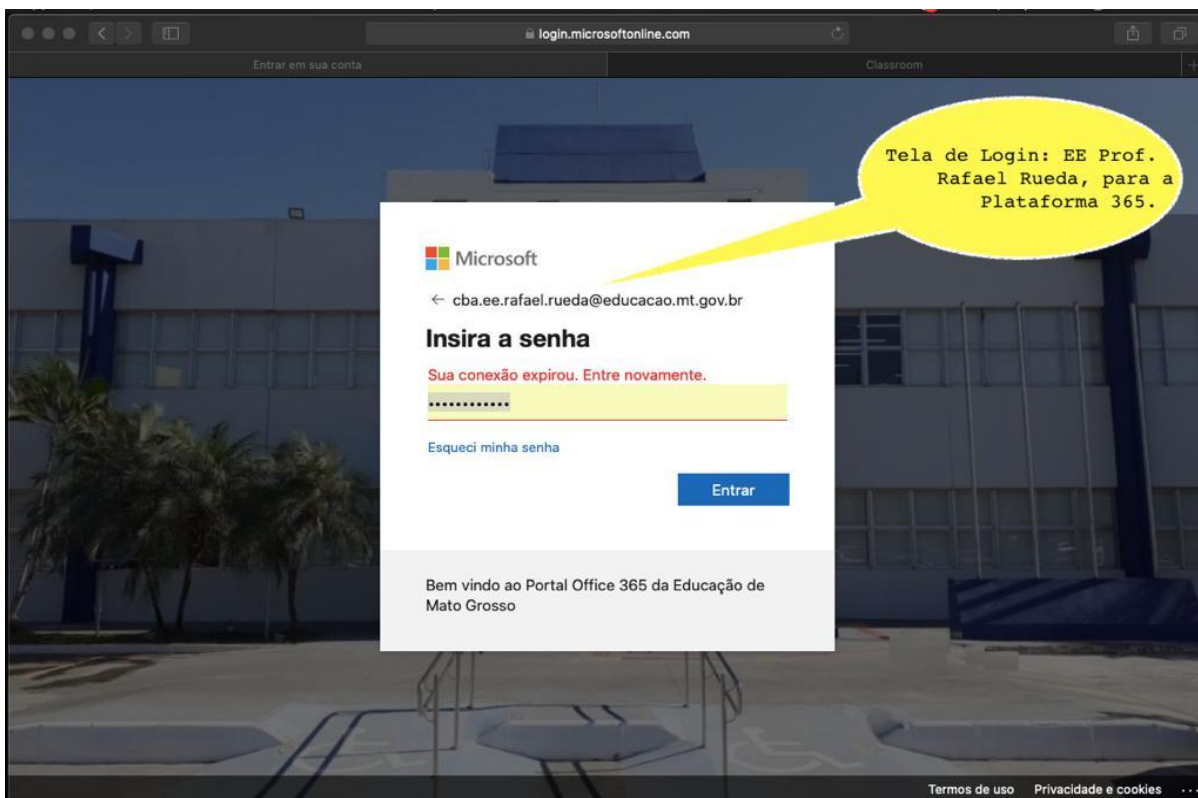 login.microsoftonline.com
Entrar em sua conta
Classroom
Tela de Login: EE Prof.
Rafael Rueda, para a
Plataforma 365.
Microsoft
← cba.ee.rafael.rueda@educacao.mt.gov.br
Insira a senha
Sua conexão expirou. Entre novamente.
Esqueci minha senha
Entrar
Bem vindo ao Portal Office 365 da Educação de
Mato Grosso
Termos de uso Privacidade e cookies ...